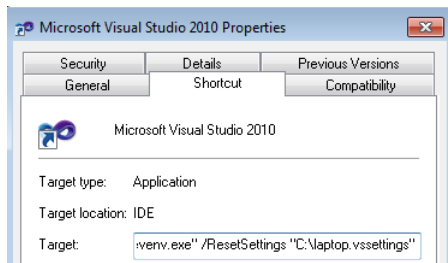 Microsoft Visual Studio 2010 Properties
Security Details Previous Versions
General Shortcut Compatibility
Microsoft Visual Studio 2010
Target type: Application
Target location: IDE
Target: venv.exe" /ResetSettings "C:\laptop.vssettings"